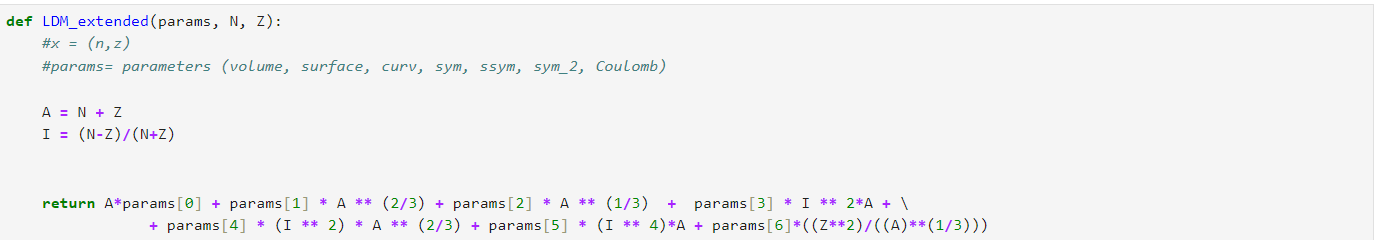 def LDM_extended(params, N, Z):
#x = (n,z)
#params= parameters (volume, surface, curv, sym, ssym, sym_2, Coulomb)
A = N + Z
I = (N-Z)/(N+Z)
return A*params[0] + params[1] * A ** (2/3) + params[2] * A ** (1/3)  +  params[3] * I ** 2*A + \
+ params[4] * (I ** 2) * A ** (2/3) + params[5] * (I ** 4)*A + params[6]*((Z**2)/((A)**(1/3)))